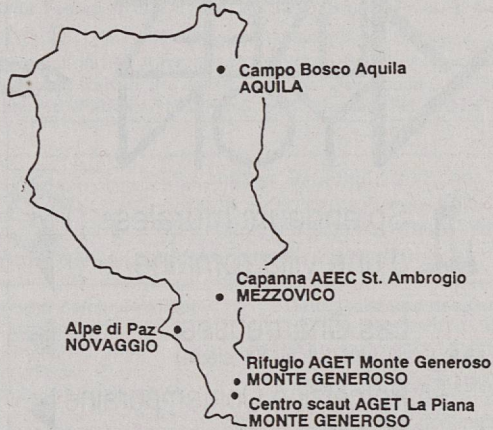 Campo Bosco Aquila
AQUILA
Capanna AEEC St. Ambrogio
MEZZOVICO
Alpe di Paz
NOVAGGIO
Rifugio AGET Monte Generoso
MONTE GENEROSO
Centro scaut AGET La Piana
MONTE GENEROSO